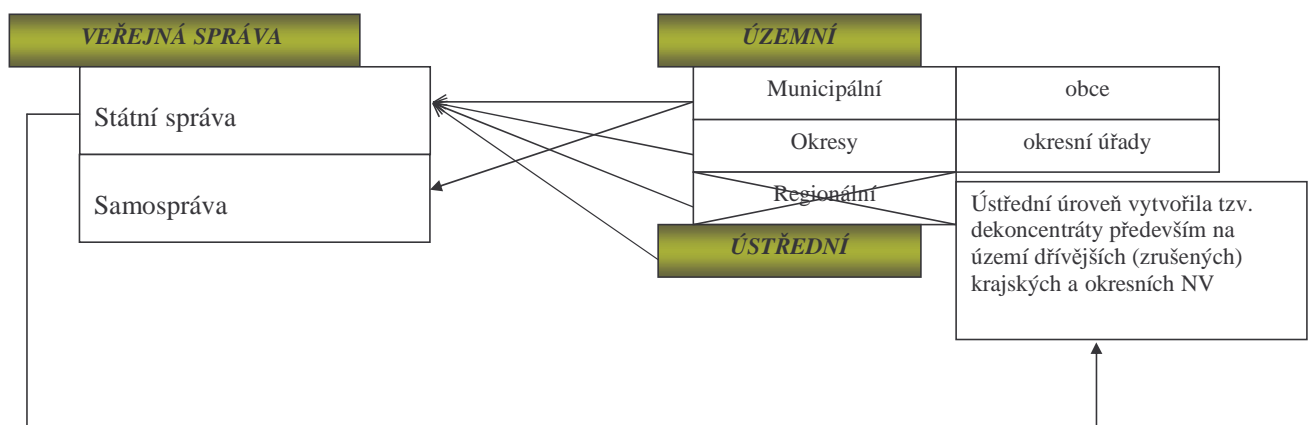 VEŘEJNÁ SPRÁVA
Státní správa
Samospráva
ÚZEMNÍ
Municipální
obce
Okresy
okresní úřady
Regionální
ÚSTŘEDNÍ
Ústřední úroveň vytvořila tzv.
dekoncentráty především na
území dřívějších (zrušených)
krajských a okresních NV